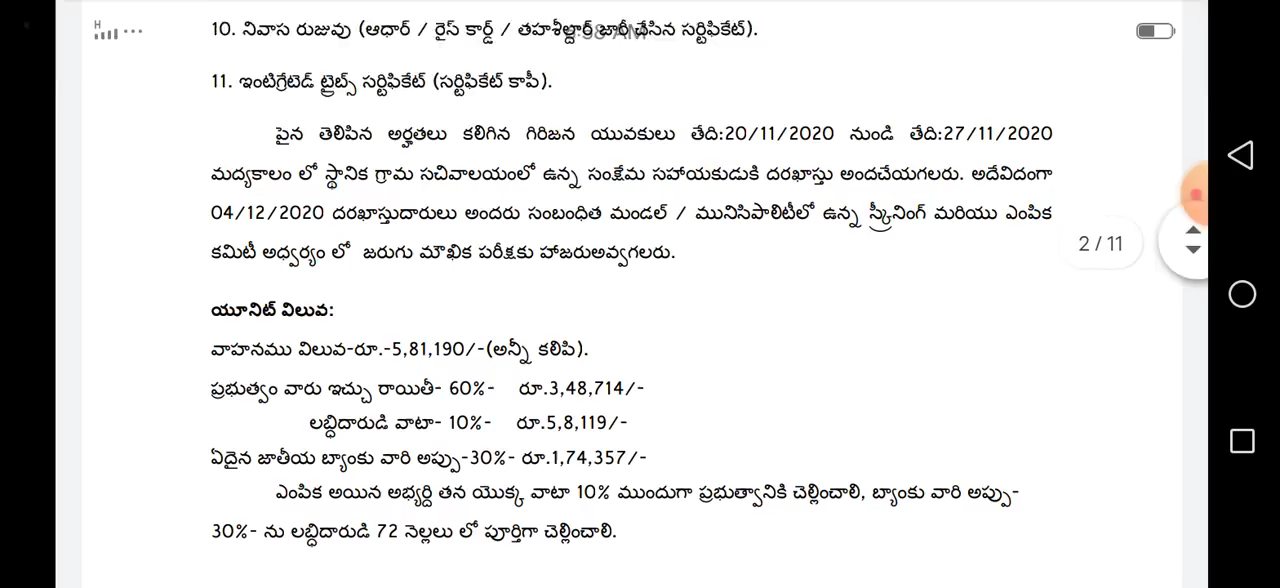 H
10. నివాస రుజువు (ఆధార్ / రైస్ కార్డ్ / తహశీల్దార్ జారీ చేసిన సర్టిఫికేట్).
11. ఇంటిగ్రేటెడ్ ట్రైబ్స్ సర్టిఫికేట్ (సర్టిఫికేట్ కాపీ).
పైన తెలిపిన అర్హతలు కలిగిన గిరిజన యువకులు తేది:20/11/2020 నుండి తేది:27/11/2020
మద్యకాలం లో స్థానిక గ్రామ సచివాలయంలో ఉన్న సంక్షేమ సహాయకుడుకి దరఖాస్తు అందచేయగలరు. అదేవిదంగా
04/12/2020 దరఖాస్తుదారులు అందరు సంబందిత మండల్ / మునిసిపాలిటీలో ఉన్న స్క్రీనింగ్ మరియు ఎంపిక
కమిటీ అధ్వర్యం లో జరుగు మౌఖిక పరీక్షకు హాజరుఅవ్వగలరు.
2 / 11
యూనిట్ విలువ:
వాహనము విలువ-రూ.-5,81,190/-(అన్నీ కలిపి).
ప్రభుత్వం వారు ఇచ్చు రాయితీ- 60%- రూ.3,48,714/-
లబ్ధిదారుడి వాటా- 10%- రూ.5,8,119/-
ఏదైన జాతీయ బ్యాంకు వారి అప్పు-30%- రూ.1,74,357/-
ఎంపిక అయిన అభ్యర్ది తన యొక్క వాటా 10% ముందుగా ప్రభుత్వానికి చెల్లించాలి, బ్యాంకు వారి అప్పు-
30%- ను లబ్ధిదారుడి 72 నెల్లలు లో పూర్తిగా చెల్లించాలి.